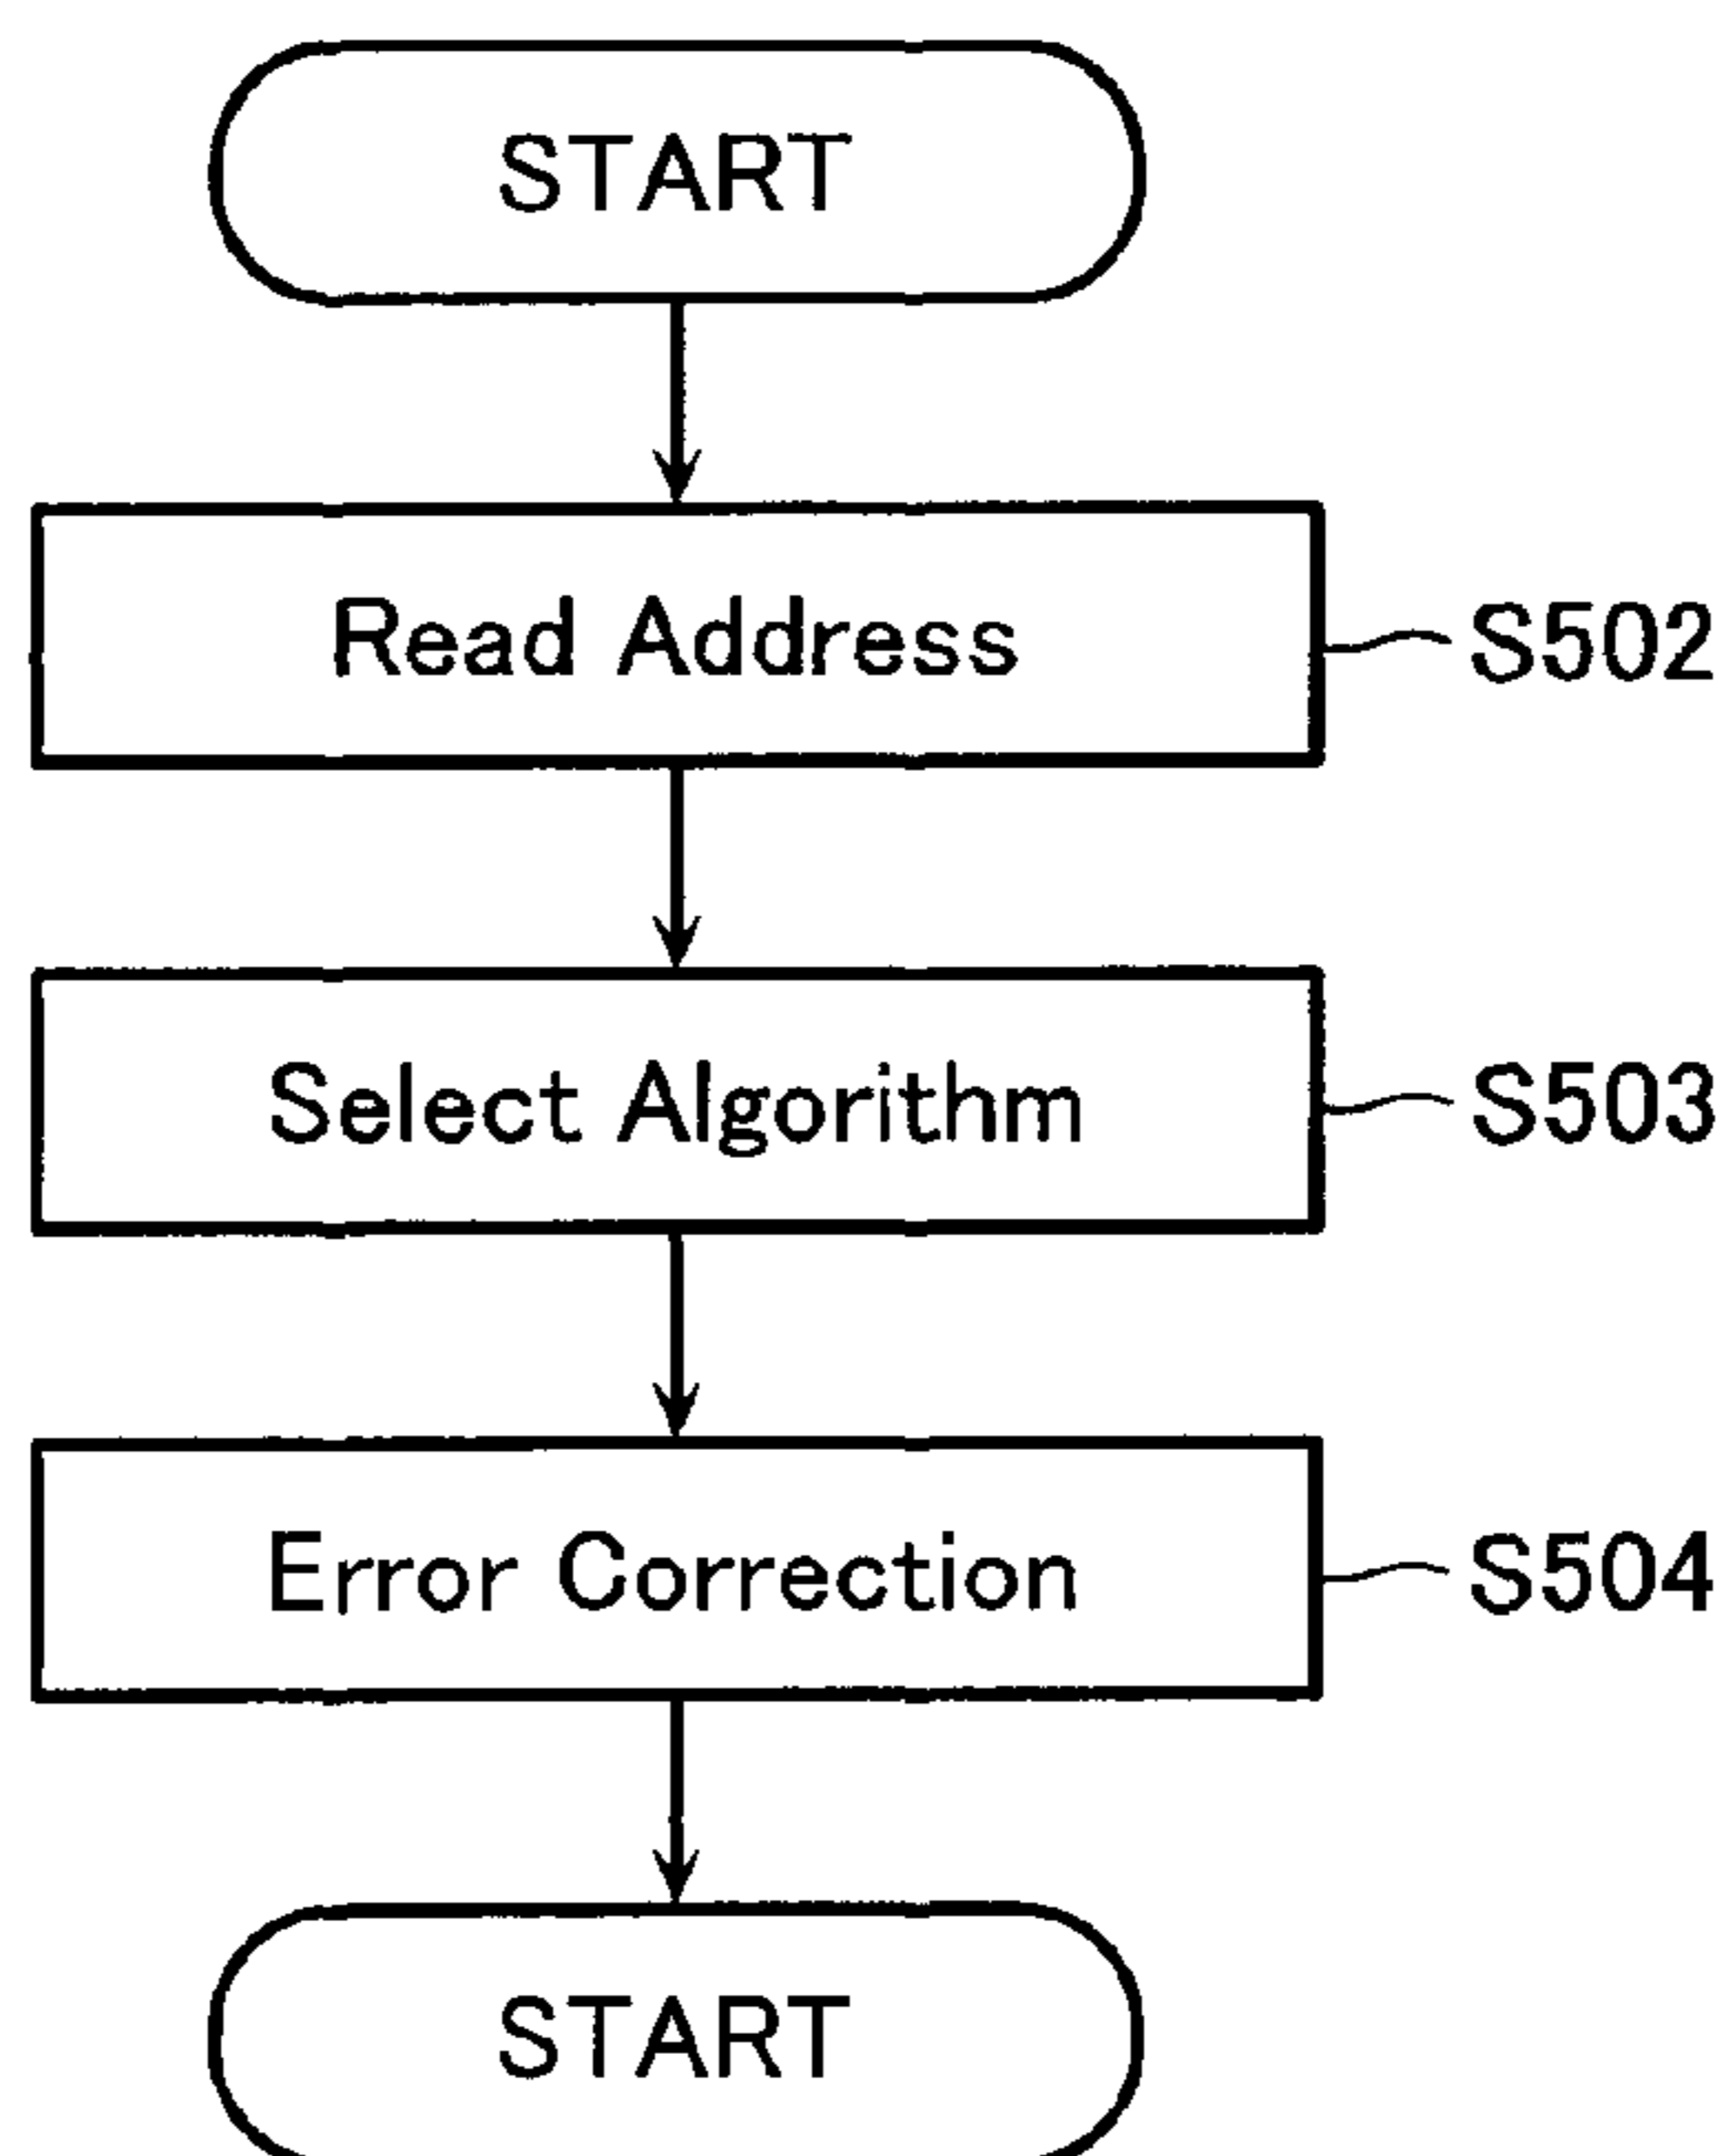 START
Read Address
S502
Select Algorithm
S503
Error Correction
S504
START